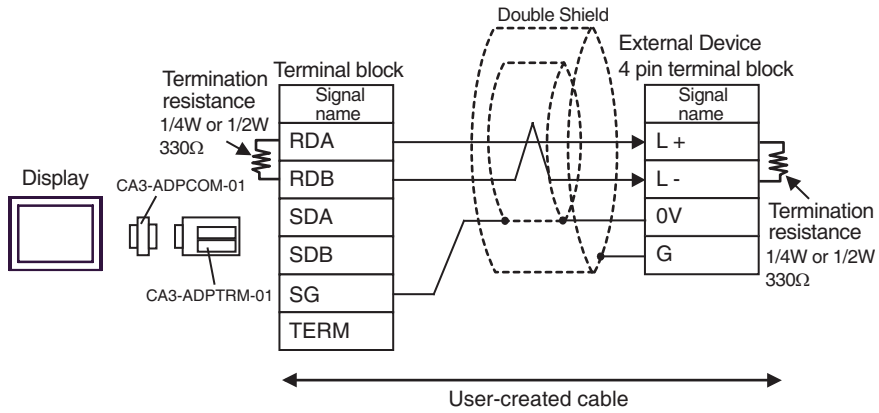 Double Shield
External Device
4 pin terminal block
Terminal block
Termination
resistance
1/4W or 1/2W
330Ω
Signal
name
RDA
RDB
SDA
SDB
SG
TERM
Signal
name
L +
L -
0V
G
Termination
resistance
1/4W or 1/2W
330Ω
Display
CA3-ADPCOM-01
CA3-ADPTRM-01
User-created cable